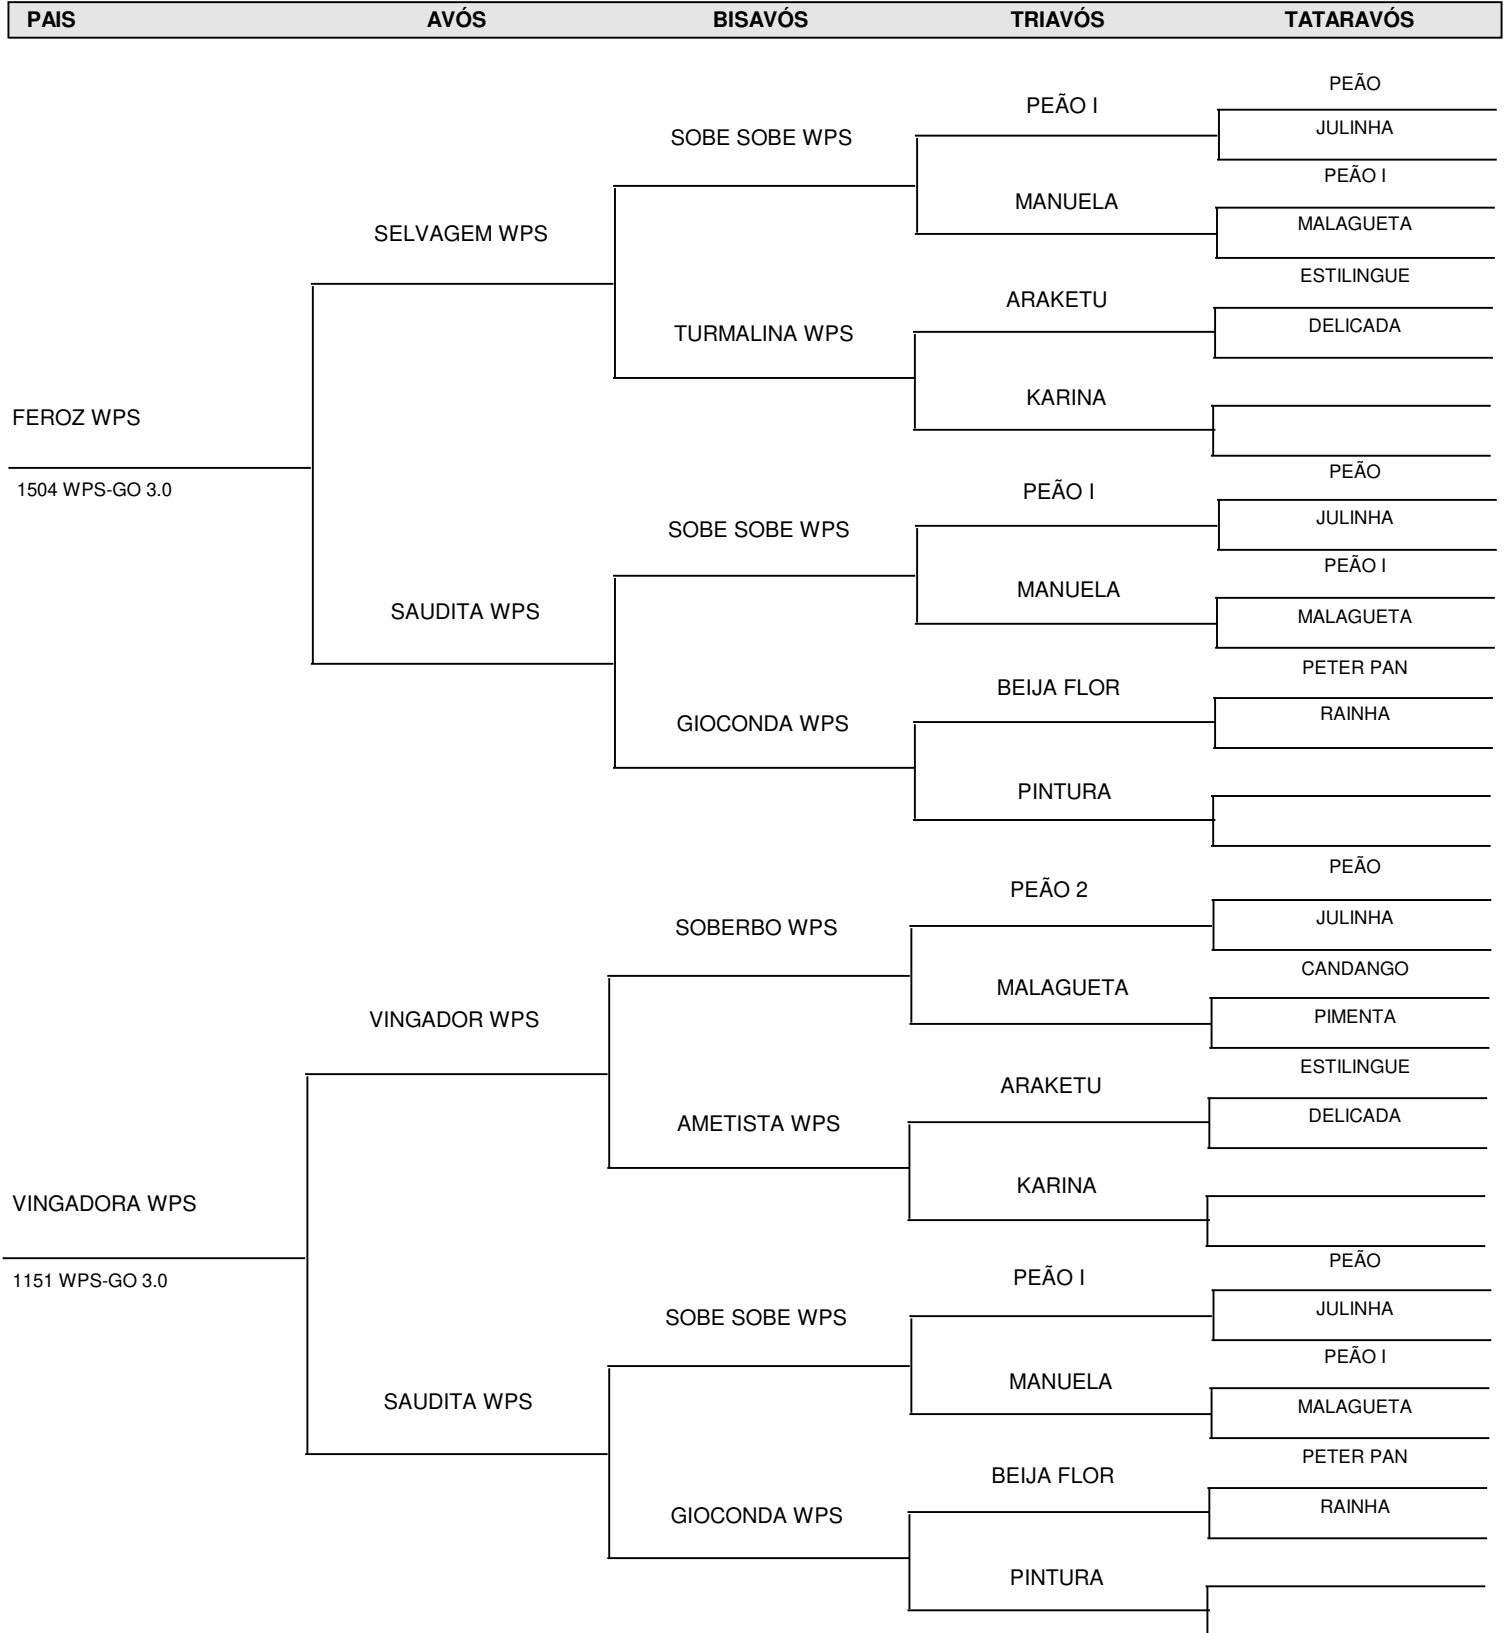 PAIS AVÓS BISAVÓS TRIAVÓS TATARAVÓS
PEÃO
PEÃO I
JULINHA
SOBE SOBE WPS
PEÃO I
MANUELA
MALAGUETA
SELVAGEM WPS
ESTILINGUE
ARAKETU
DELICADA
TURMALINA WPS
KARINA
FEROZ WPS
PEÃO
1504 WPS-GO 3.0
PEÃO I
JULINHA
SOBE SOBE WPS
PEÃO I
MANUELA
SAUDITA WPS
MALAGUETA
PETER PAN
BEIJA FLOR
RAINHA
GIOCONDA WPS
PINTURA
PEÃO
PEÃO 2
JULINHA
SOBERBO WPS
CANDANGO
MALAGUETA
VINGADOR WPS
PIMENTA
ESTILINGUE
ARAKETU
DELICADA
AMETISTA WPS
KARINA
VINGADORA WPS
PEÃO
1151 WPS-GO 3.0
PEÃO I
JULINHA
SOBE SOBE WPS
PEÃO I
MANUELA
SAUDITA WPS
MALAGUETA
PETER PAN
BEIJA FLOR
RAINHA
GIOCONDA WPS
PINTURA